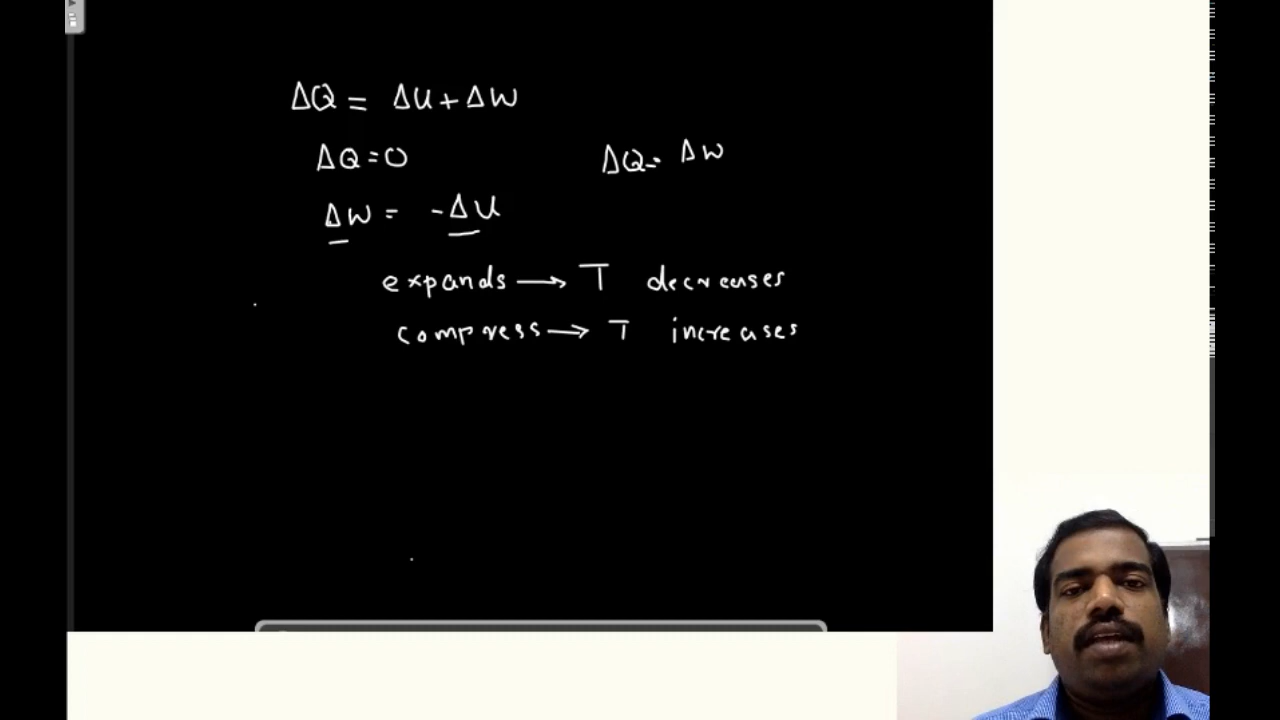 ΔQ = ΔU + ΔW
ΔQ = 0
ΔQ = ΔW
ΔW = -ΔU
expands → T decreases
compress → T increases